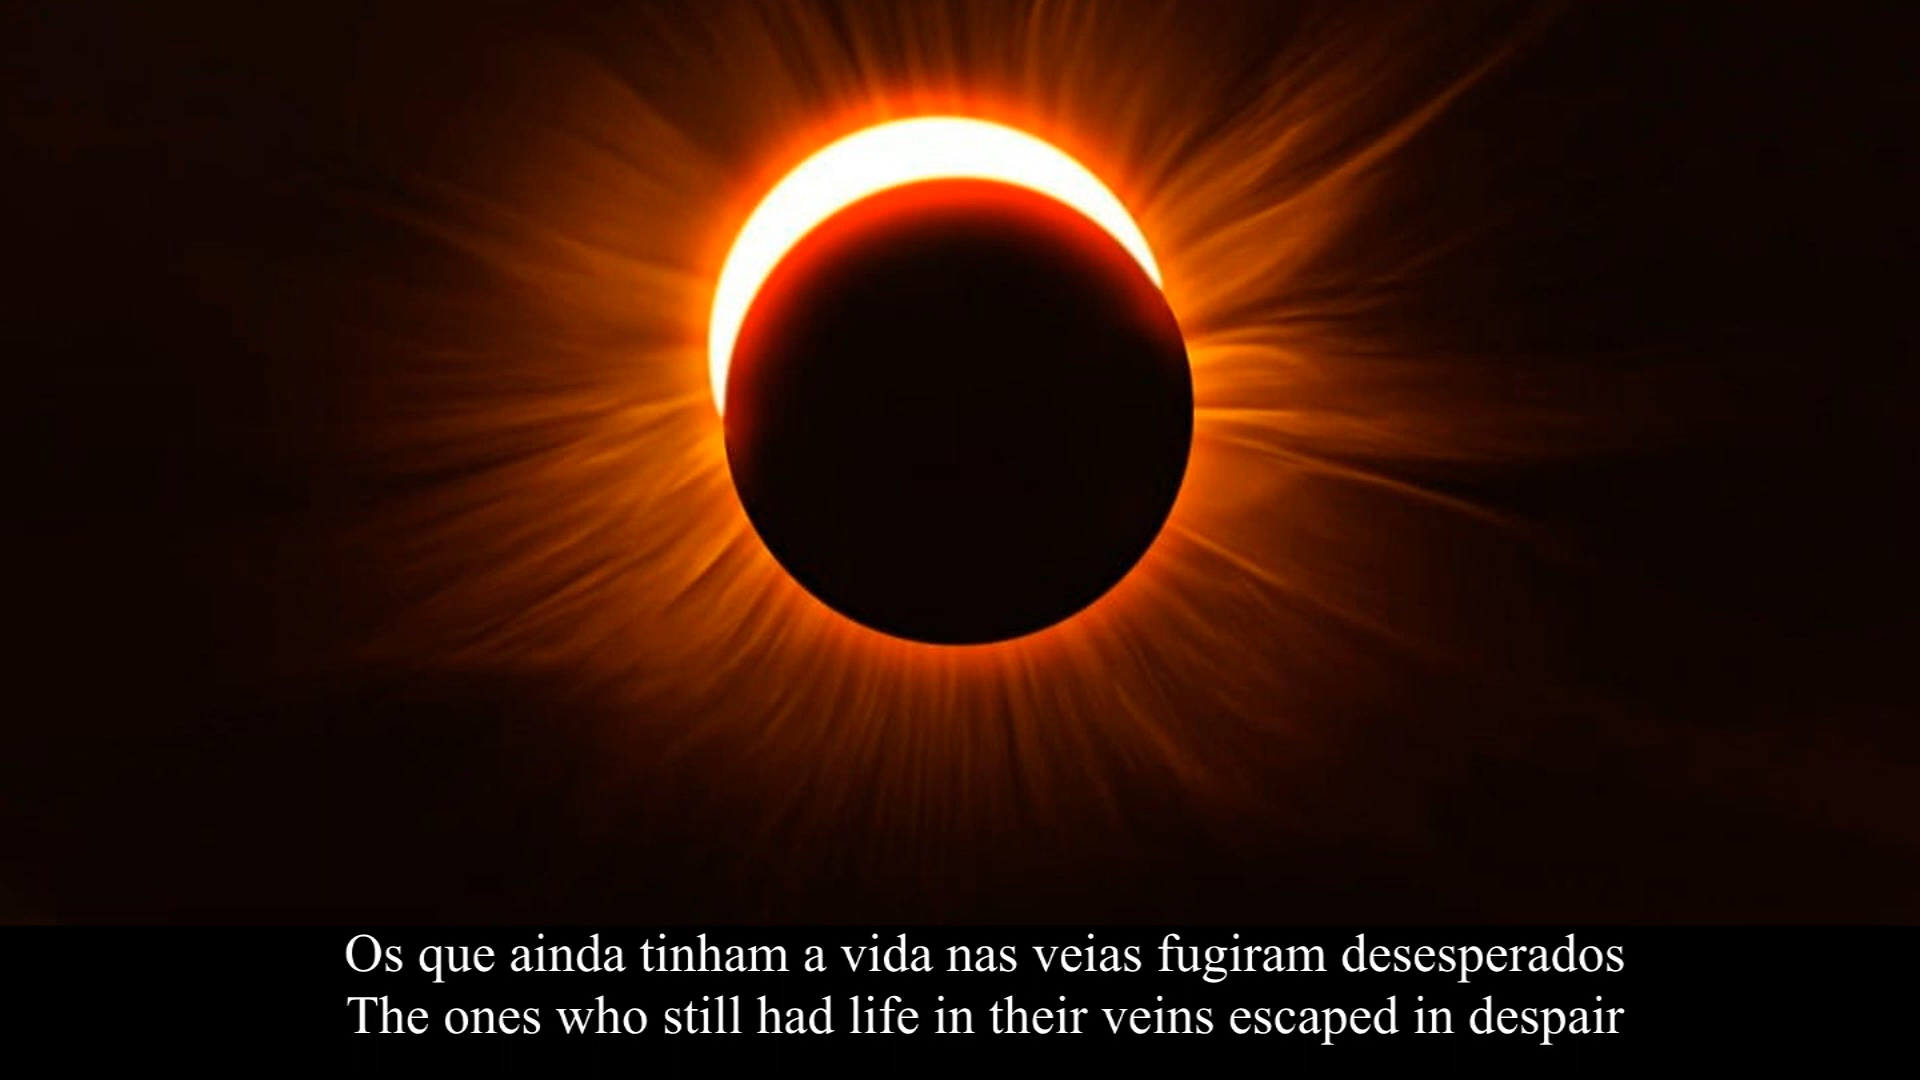 Os que ainda tinham a vida nas veias fugiram desesperados
The ones who still had life in their veins escaped in despair